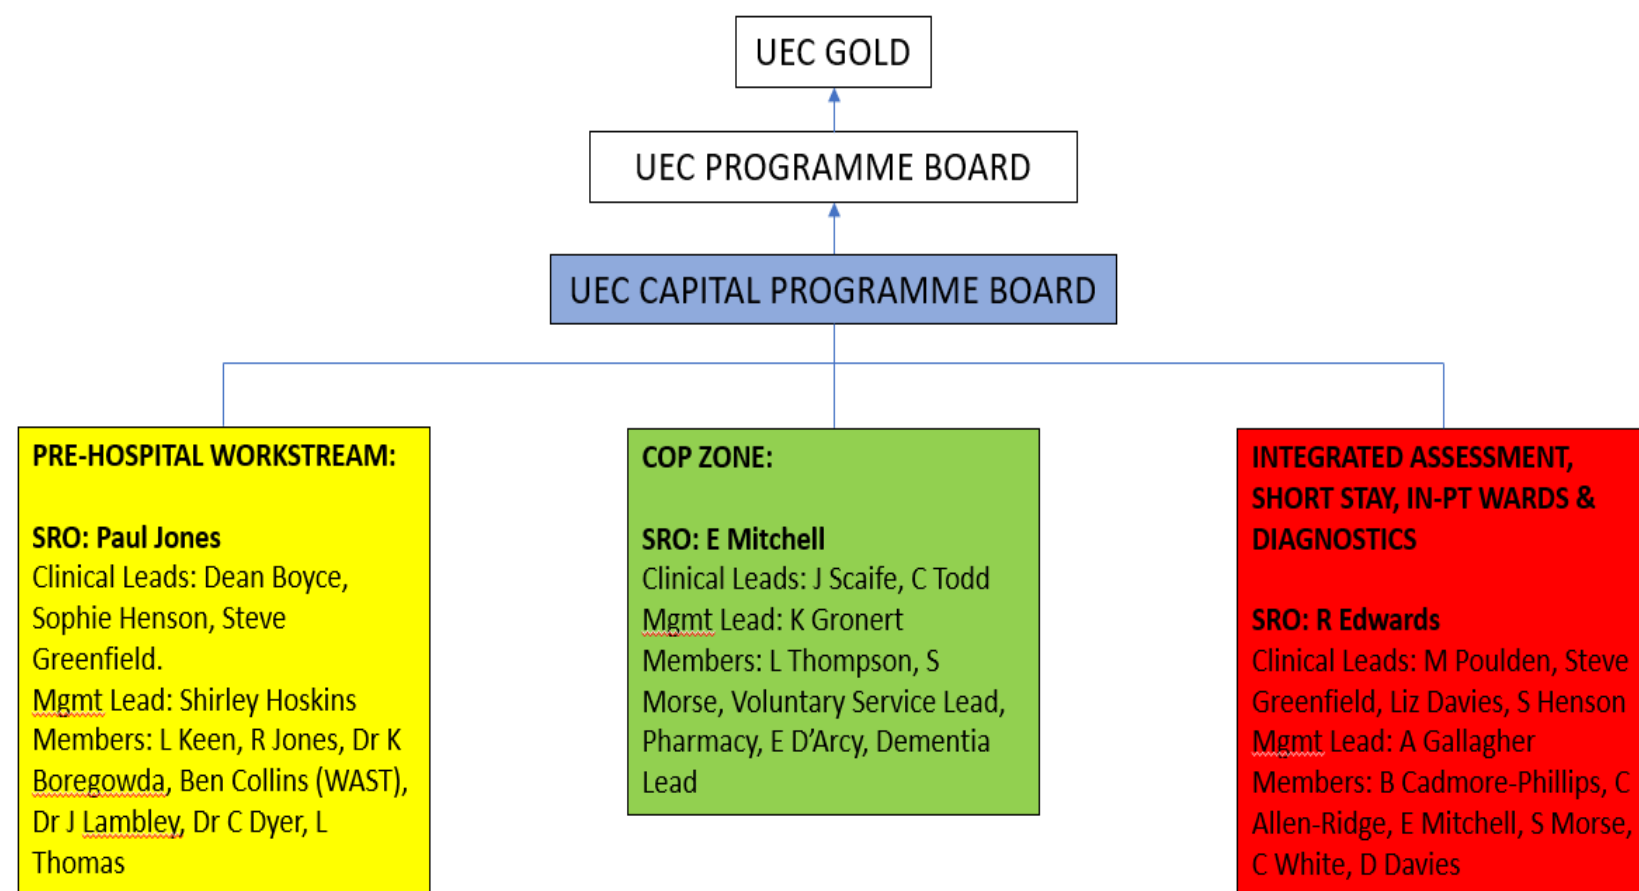 UEC GOLD
UEC PROGRAMME BOARD
UEC CAPITAL PROGRAMME BOARD
PRE-HOSPITAL WORKSTREAM:
SRO: Paul Jones
Clinical Leads: Dean Boyce,
Sophie Henson, Steve
Greenfield.
Mgmt Lead: Shirley Hoskins
Members: L Keen, R Jones, Dr K
Boregowda, Ben Collins (WAST),
Dr J Lambley, Dr C Dyer, L
Thomas
COP ZONE:
SRO: E Mitchell
Clinical Leads: J Scaife, C Todd
Mgmt Lead: K Gronert
Members: L Thompson, S
Morse, Voluntary Service Lead,
Pharmacy, E D’Arcy, Dementia
Lead
INTEGRATED ASSESSMENT,
SHORT STAY, IN-PT WARDS &
DIAGNOSTICS
SRO: R Edwards
Clinical Leads: M Poulden, Steve
Greenfield, Liz Davies, S Henson
Mgmt Lead: A Gallagher
Members: B Cadmore-Phillips, C
Allen-Ridge, E Mitchell, S Morse,
C White, D Davies